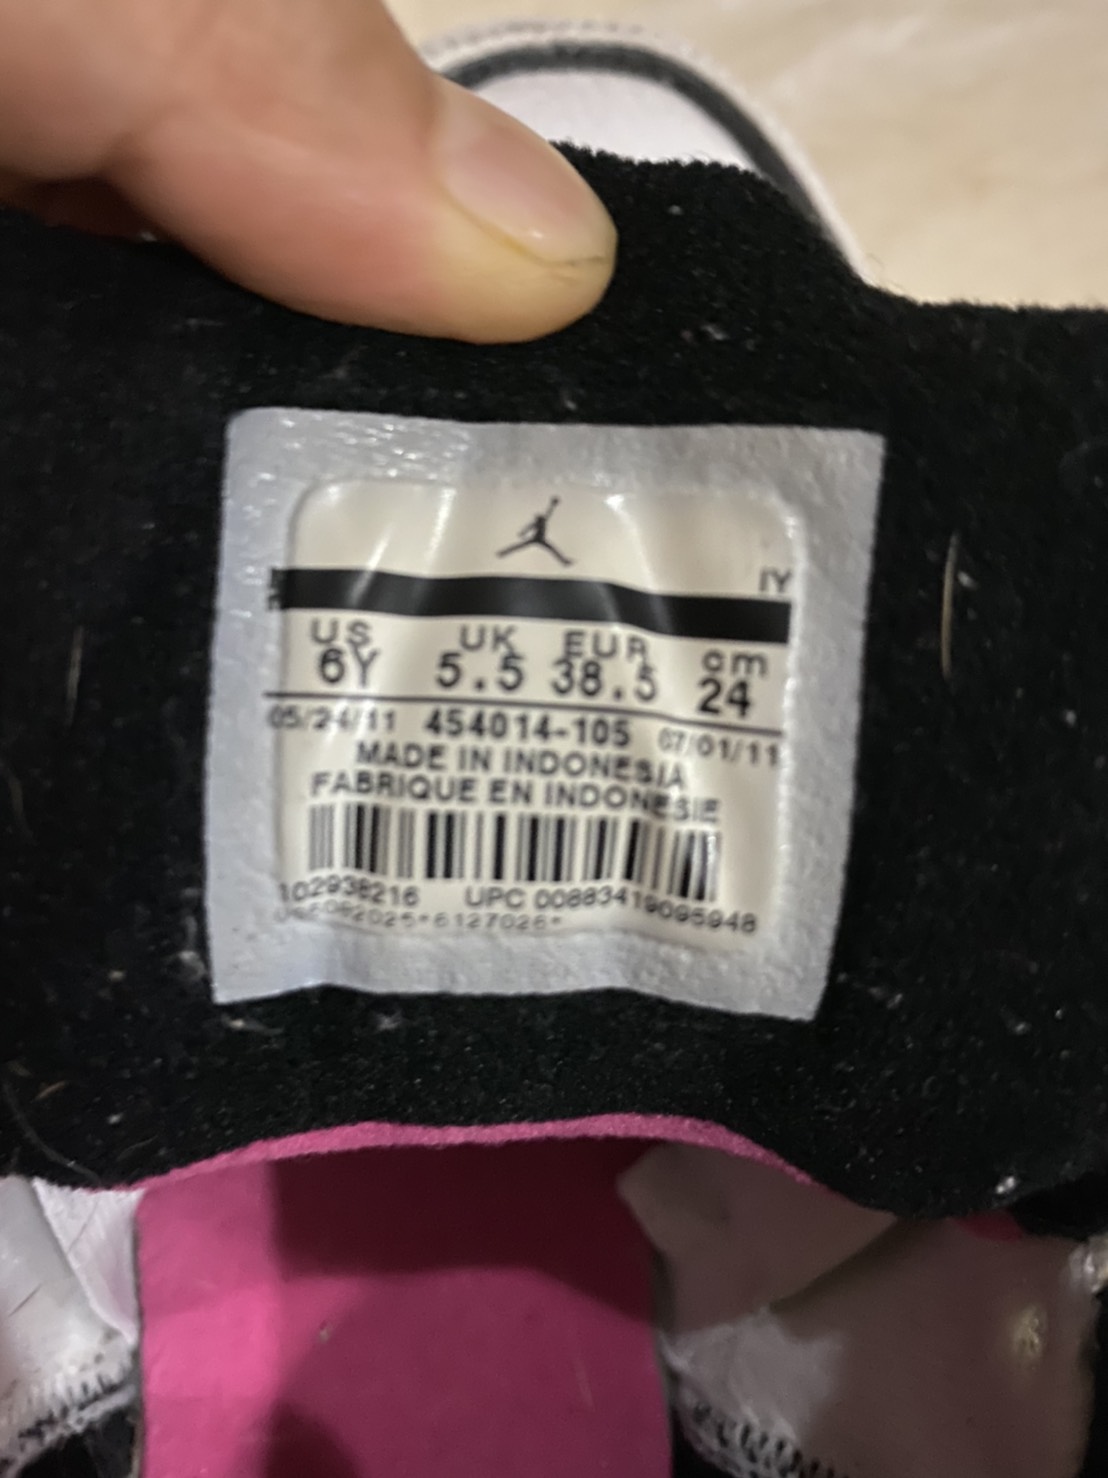 IY
US UK EUR cm
6Y 5.5 38.5 24
05/24/11 454014-105 07/01/11
MADE IN INDONESIA
FABRIQUE EN INDONESIE
102938216 UPC 00883419095948